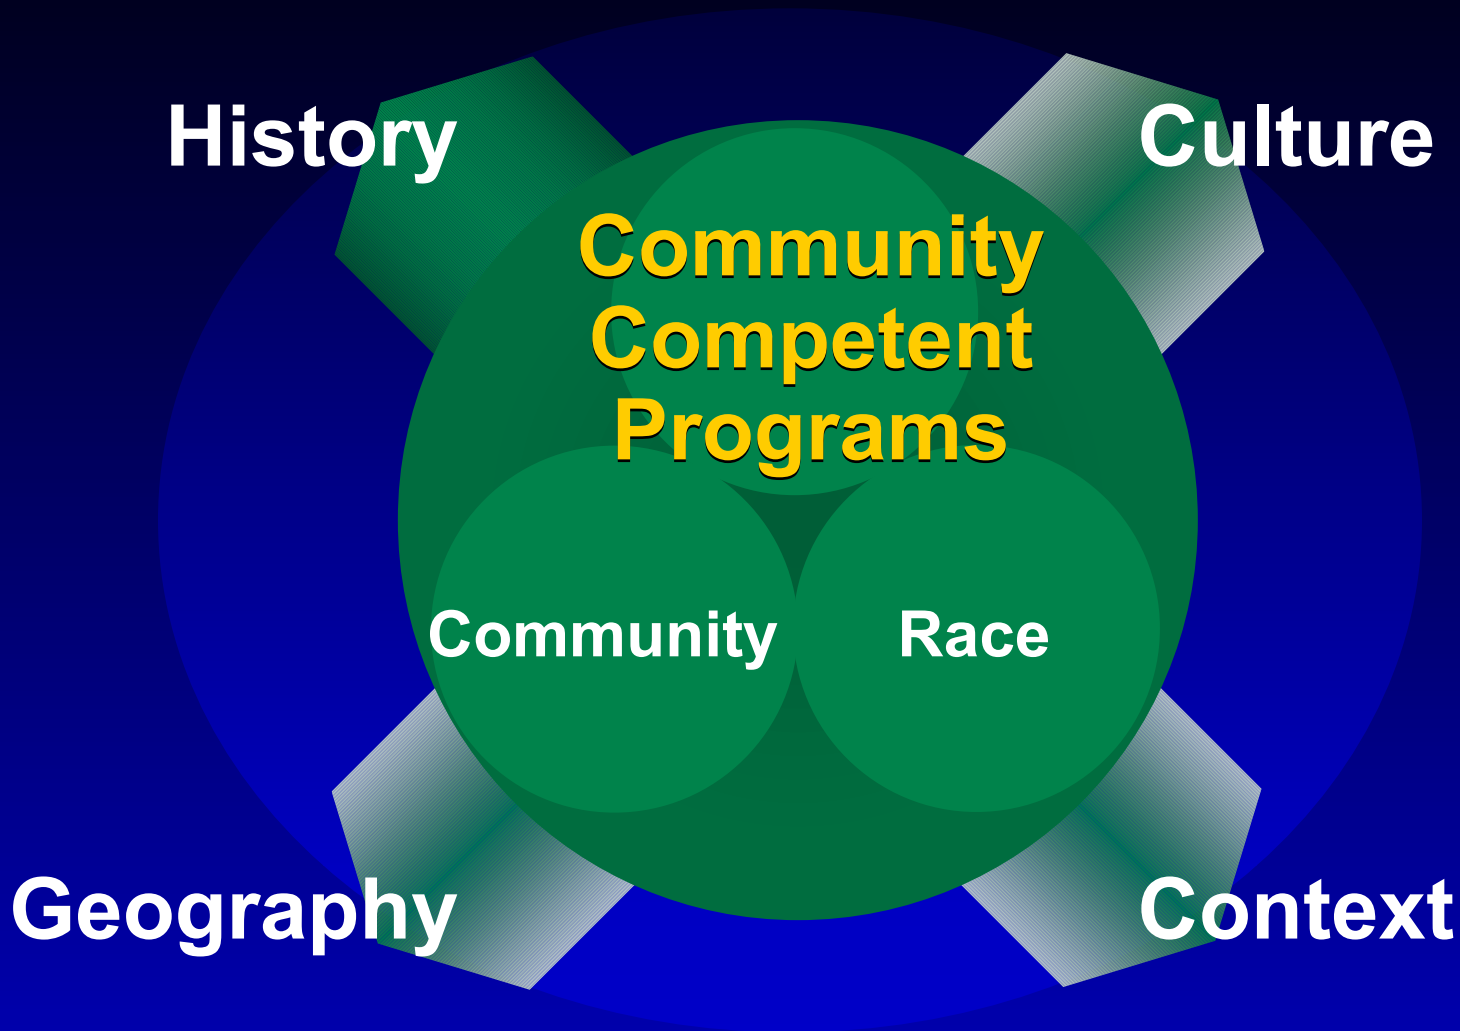 History
Culture
Community
Competent
Programs
Community
Race
Geography
Context